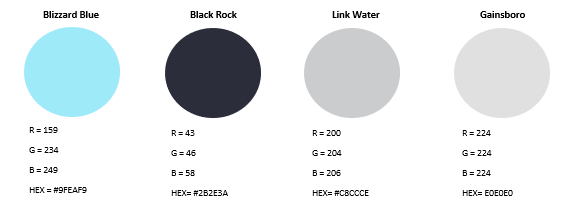 Blizzard Blue
Black Rock
Link Water
Gainsboro
R = 159
G = 234
B = 249
HEX = #9FEAF9
R = 43
G = 46
B = 58
HEX= #2B2E3A
R = 200
G = 204
B = 206
HEX= #C8CCCE
R = 224
G = 224
B = 224
HEX= E0E0E0